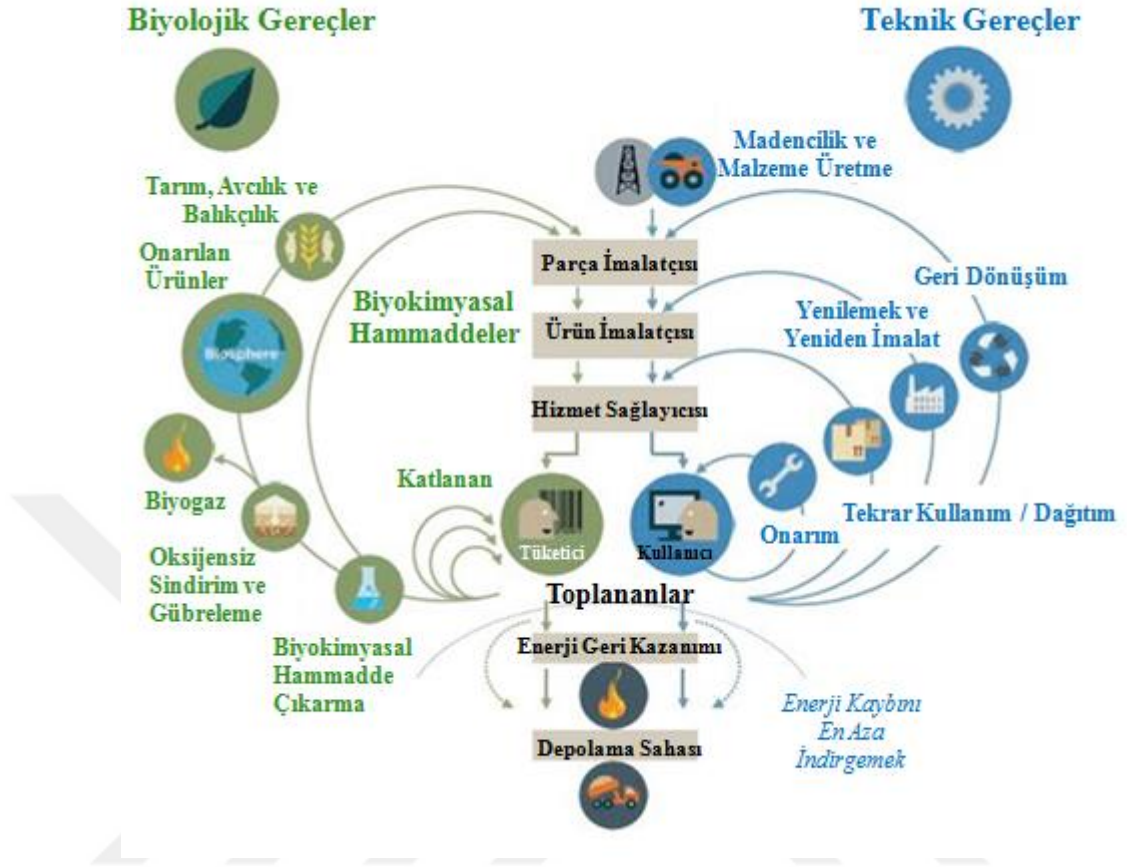 Biyolojik Gereçler
Teknik Gereçler
Madencilik ve
Malzeme Üretme
Tarım, Avcılık ve
Balıkçılık
Onarılan
Ürünler
Biosphere
Biyokimyasal
Hammaddeler
Parça İmalatçısı
Ürün İmalatçısı
Hizmet Sağlayıcısı
Geri Dönüşüm
Yenilemek ve
Yeniden İmalat
Biyogaz
Katlanan
Tüketici
Kullanıcı
Onarım
Tekrar Kullanım / Dağıtım
Oksijensiz
Sindirim ve
Gübreleme
Toplananlar
Biyokimyasal
Hammadde
Çıkarma
Enerji Geri Kazanımı
Depolama Sahası
Enerji Kaybını
En Aza
İndirgemek